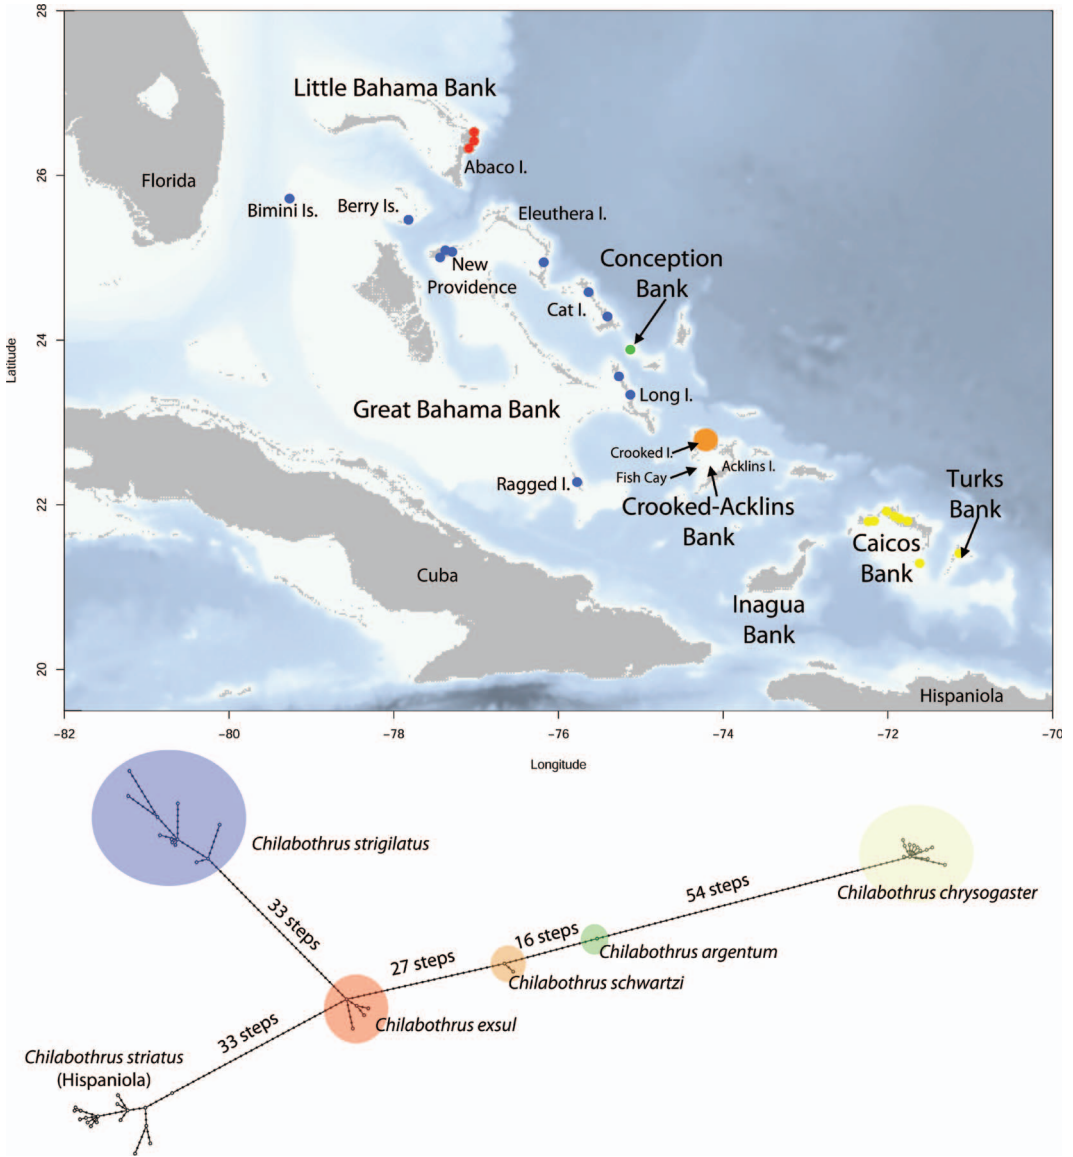 28
Little Bahama Bank
Abaco I.
26
Florida
Bimini Is.
Berry Is.
Eleuthera I.
New
Providence
Conception
Bank
Cat I.
24
Latitude
Long I.
Great Bahama Bank
Crooked I.
Acklins I.
Fish Cay
Ragged I.
Crooked-Acklins
Bank
Turks
Bank
22
Caicos
Bank
Cuba
Inagua
Bank
20
Hispaniola
−82
−80
−78
−76
−74
−72
−70
Longitude
Chilabothrus strigilatus
33 steps
54 steps
Chilabothrus chrysogaster
16 steps
Chilabothrus argentum
27 steps
Chilabothrus schwartzi
Chilabothrus exsul
33 steps
Chilabothrus striatus
(Hispaniola)